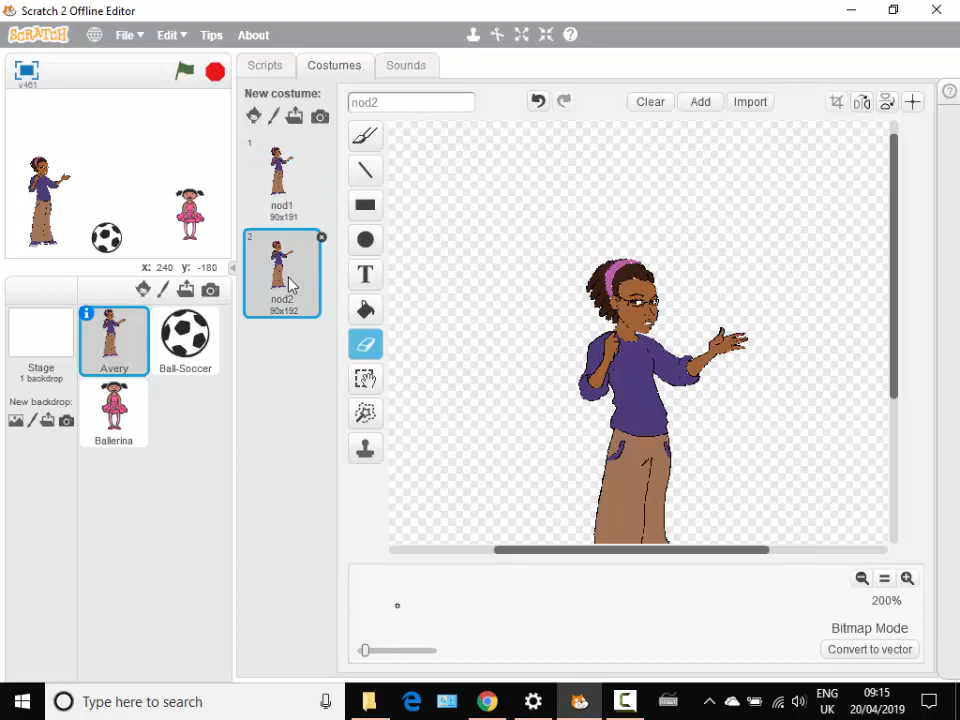 Scratch 2 Offline Editor
SCRATCH File Edit Tips About
v461
Scripts Costumes Sounds
New costume:
nod2
Clear Add Import
1
nod1
90x191
2
nod2
90x192
X: 240 y: -180
Stage
1 backdrop
New backdrop:
Avery
Ball-Soccer
Ballerina
T
200%
Bitmap Mode
Convert to vector
Type here to search
ENG
UK
09:15
20/04/2019